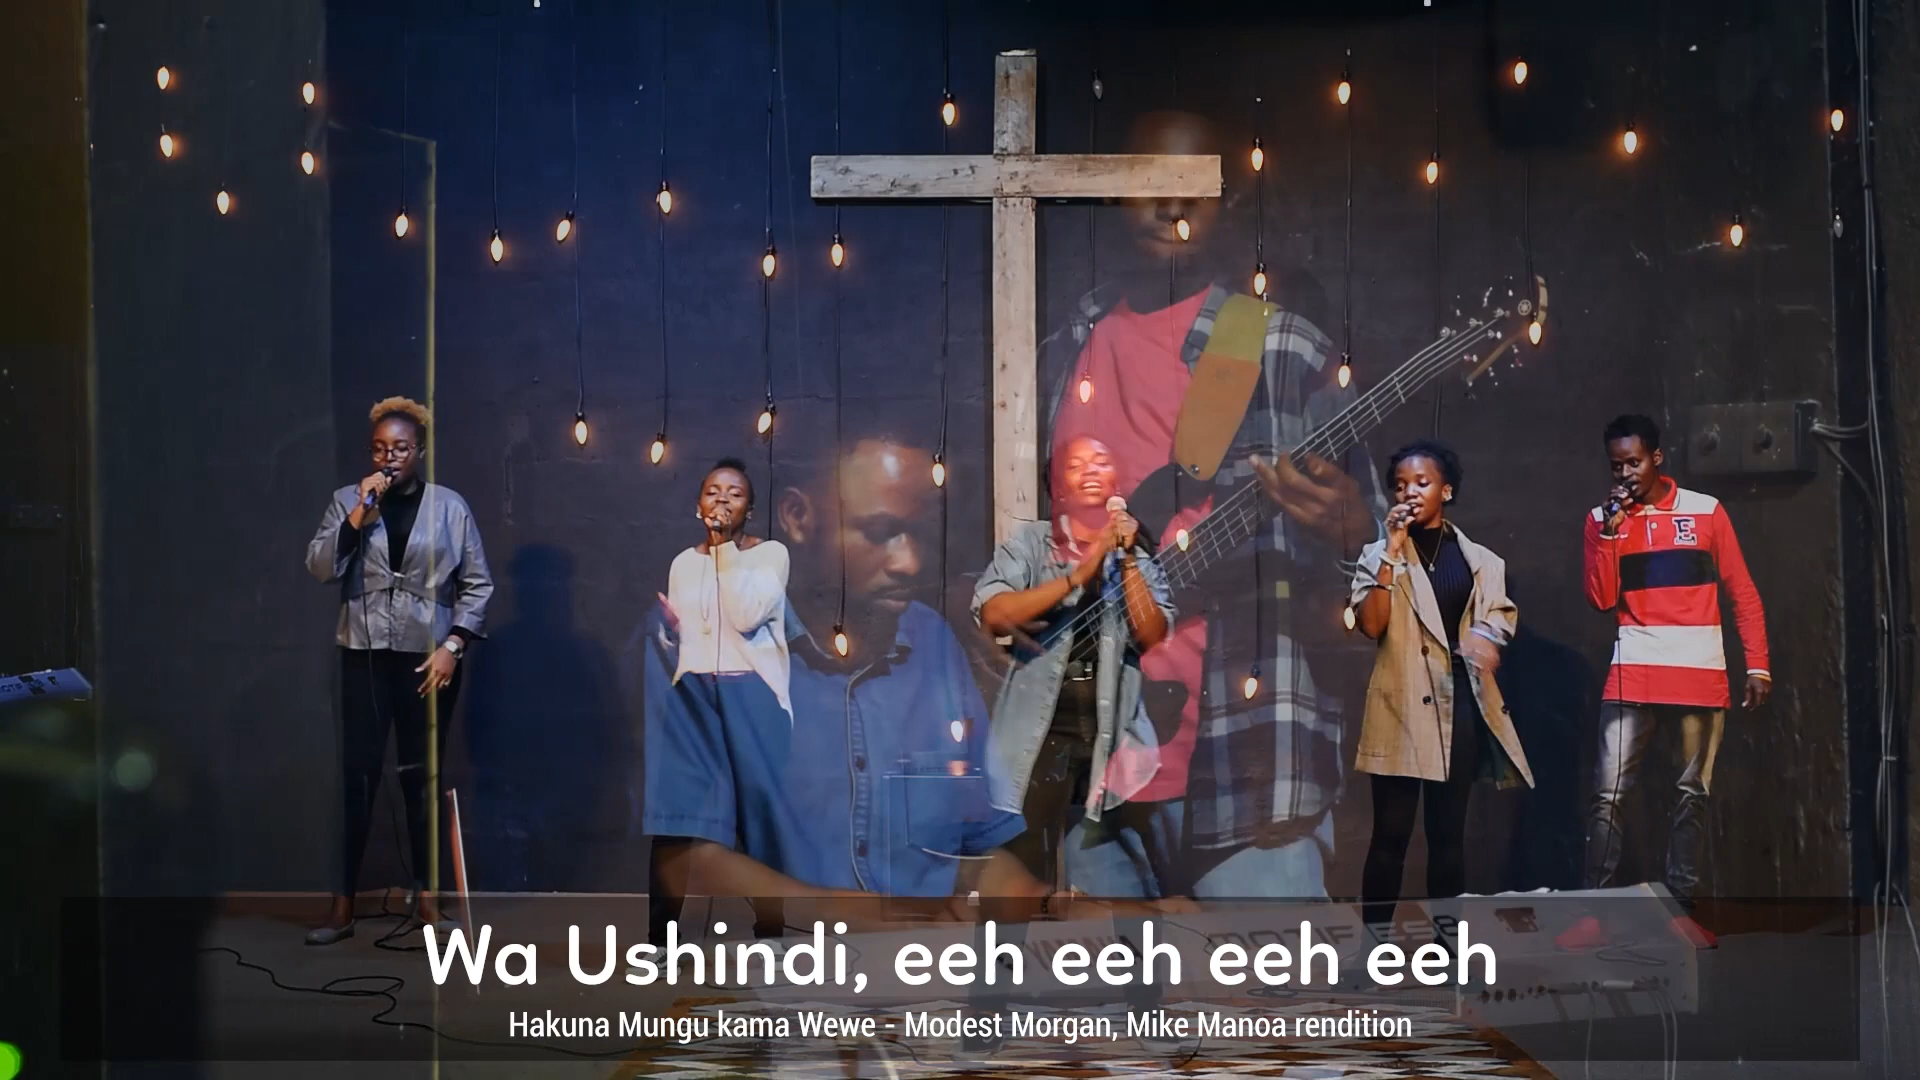 E
Wa Ushindi, eeh eeh eeh eeh
Hakuna Mungu kama Wewe - Modest Morgan, Mike Manoa rendition